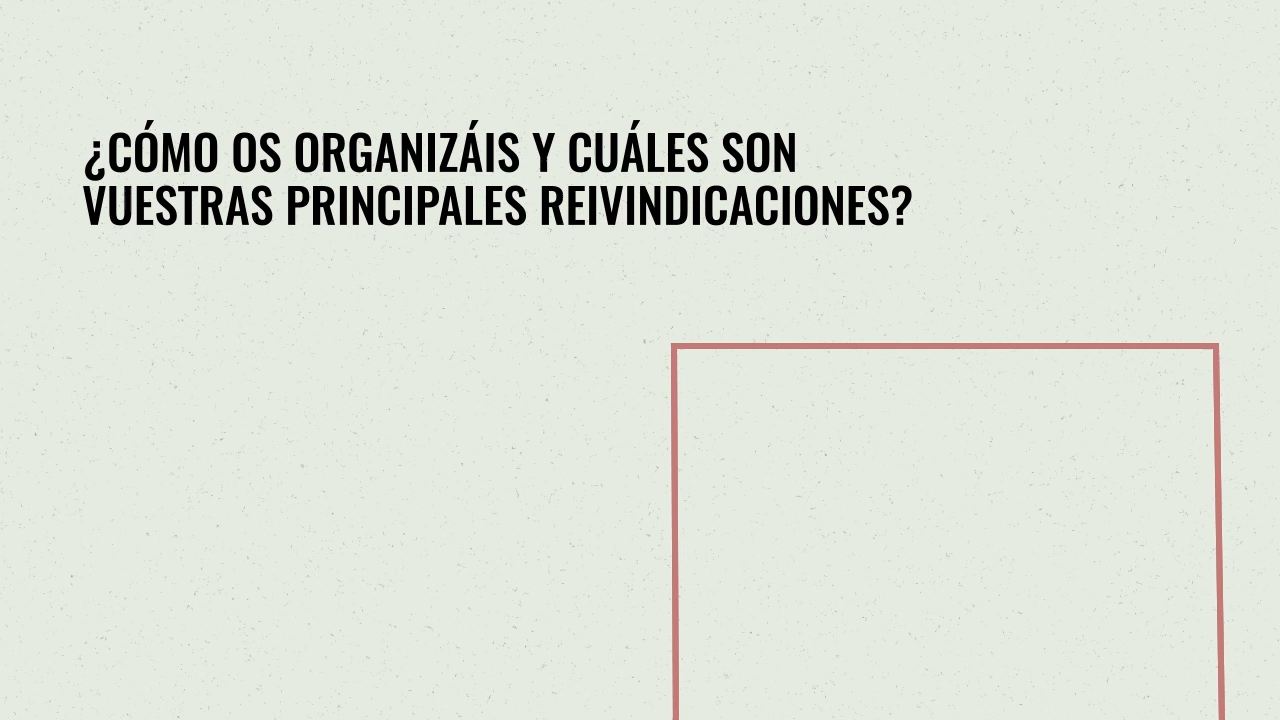 ¿CÓMO OS ORGANIZÁIS Y CUÁLES SON
VUESTRAS PRINCIPALES REIVINDICACIONES?